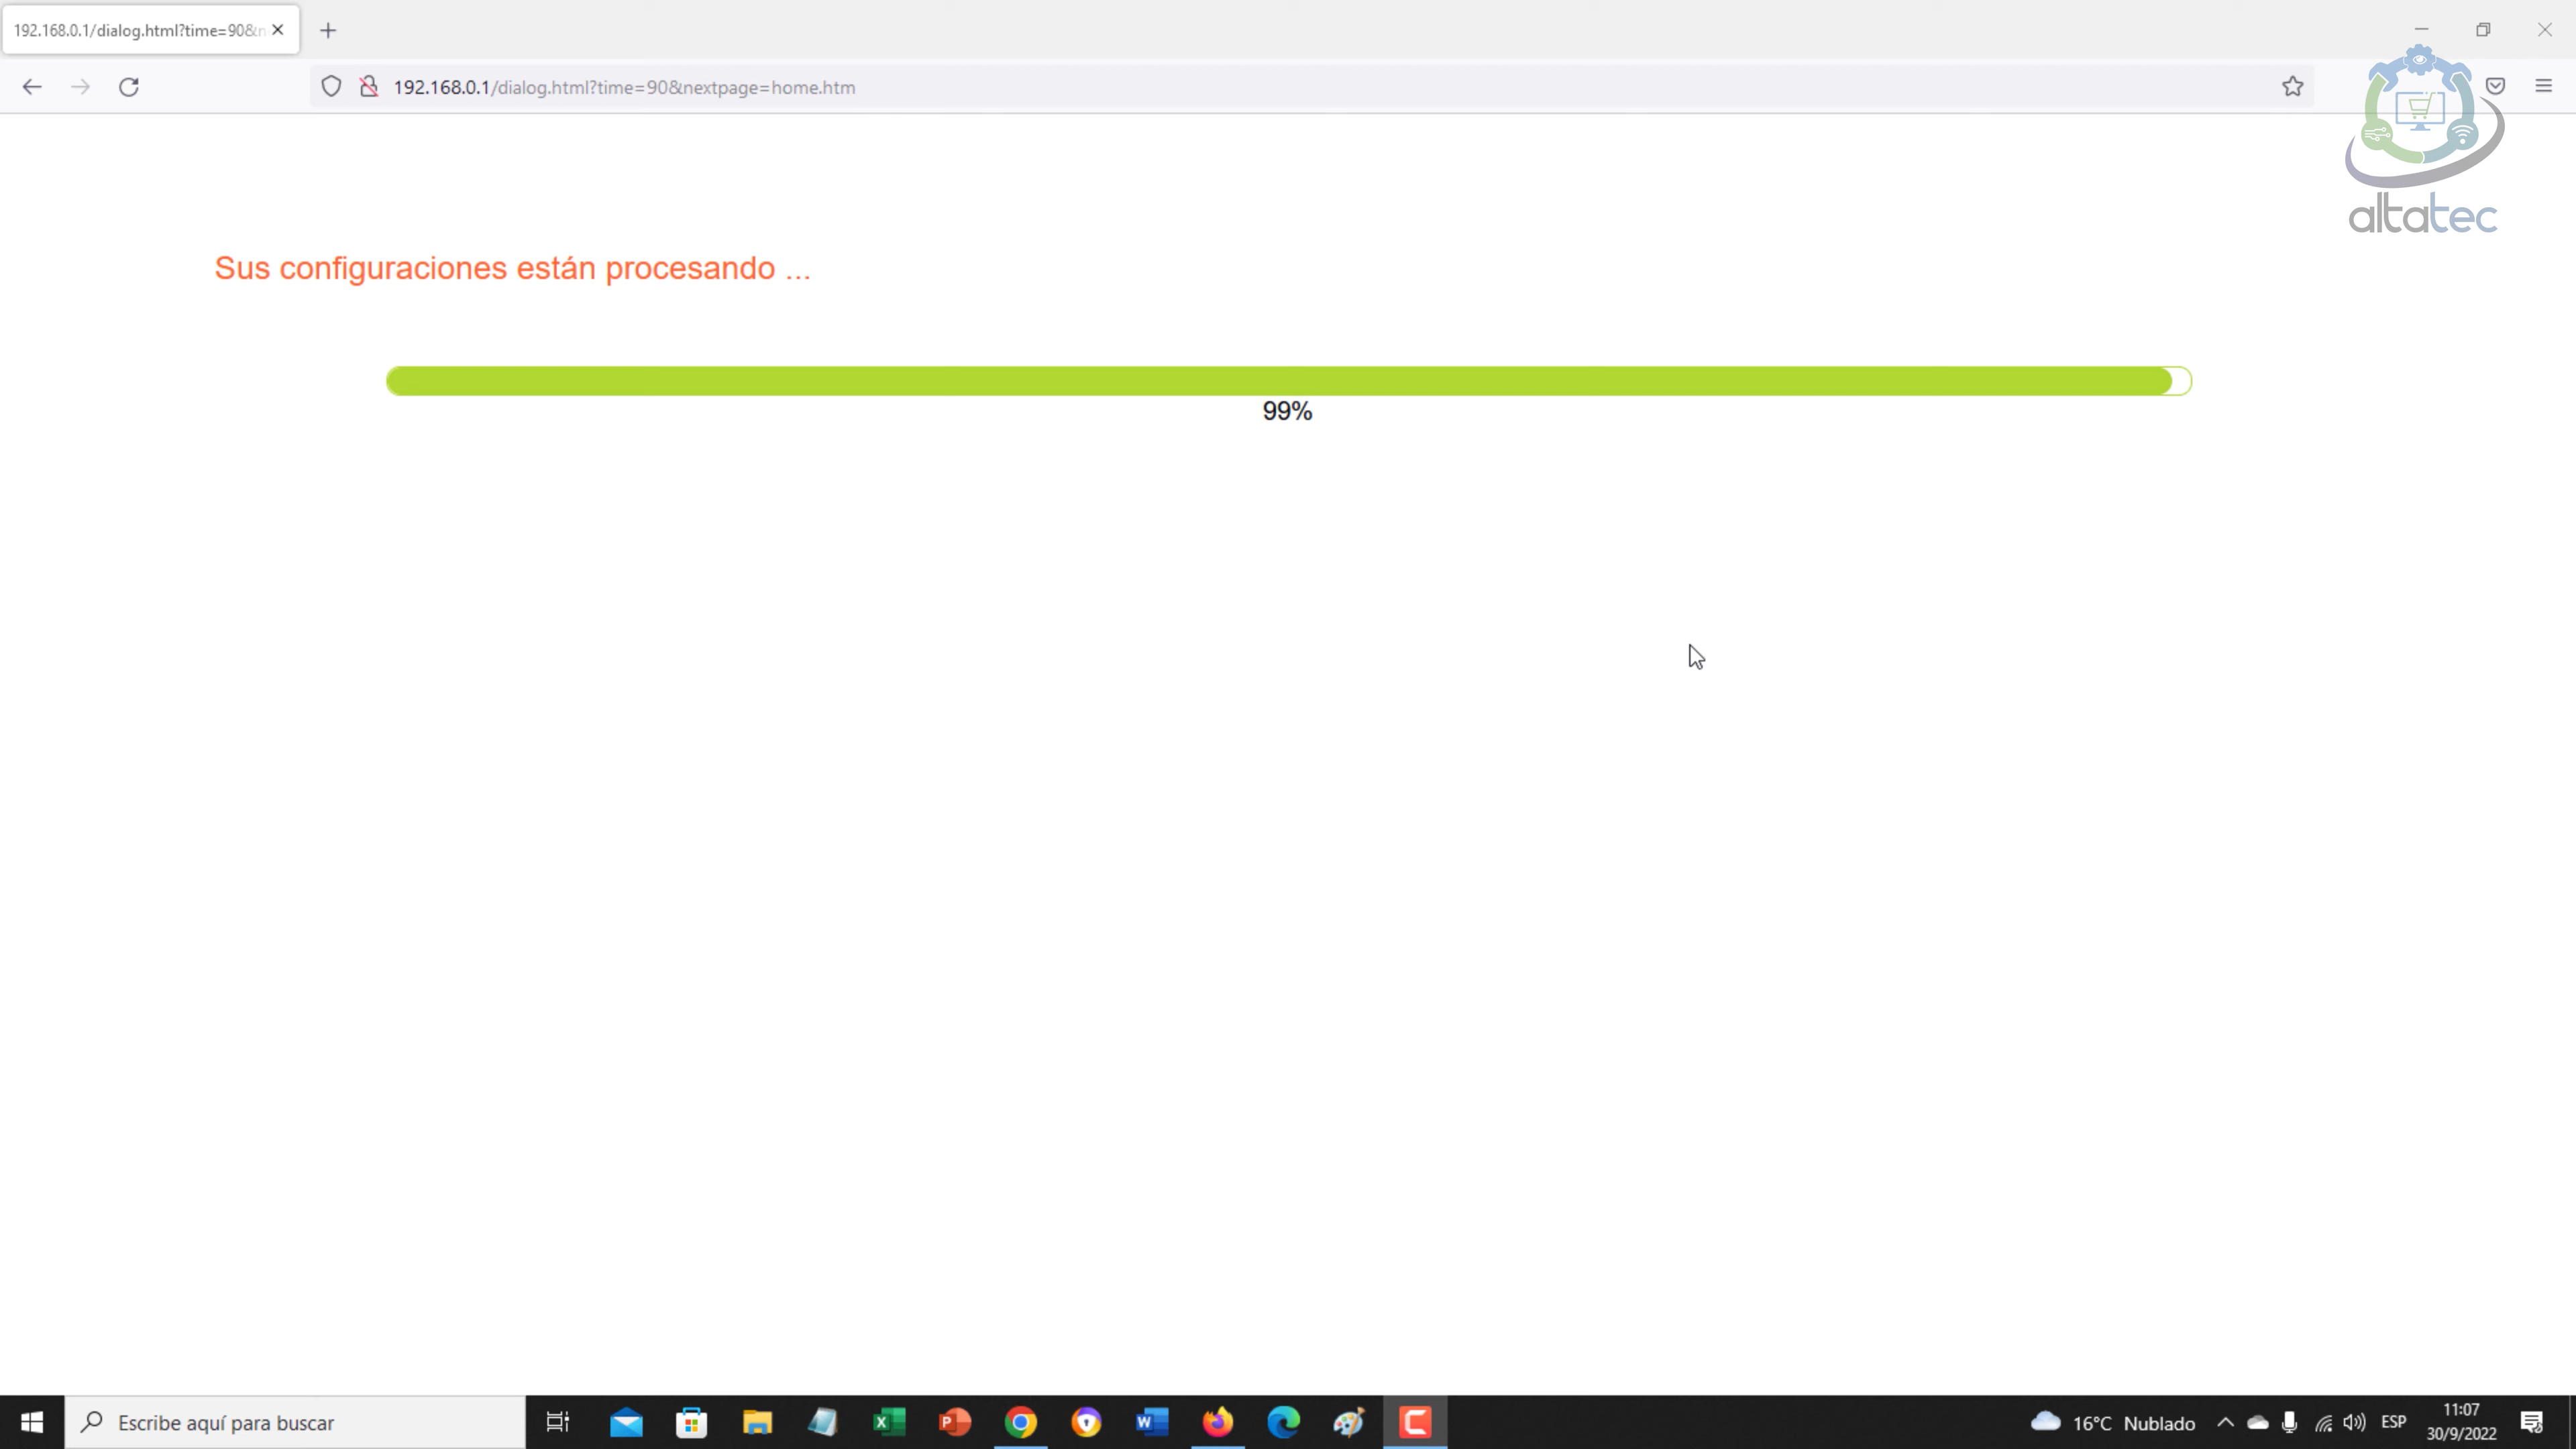 192.168.0.1/dialog.html?time=90&n
192.168.0.1/dialog.html?time=90&nextpage=home.htm
altatec
Sus configuraciones están procesando ...
99%
Escribe aquí para buscar
16°C Nublado
ESP
11:07
30/9/2022